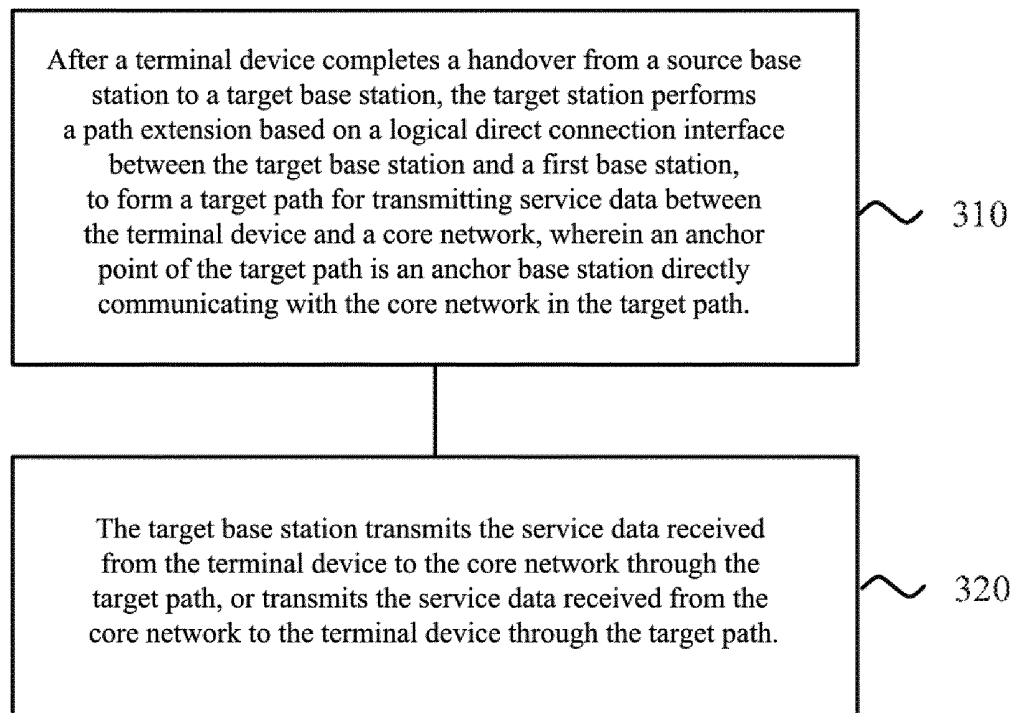 After a terminal device completes a handover from a source base
station to a target base station, the target station performs
a path extension based on a logical direct connection interface
between the target base station and a first base station,
to form a target path for transmitting service data between
the terminal device and a core network, wherein an anchor
point of the target path is an anchor base station directly
communicating with the core network in the target path.
310
The target base station transmits the service data received
from the terminal device to the core network through the
target path, or transmits the service data received from the
core network to the terminal device through the target path.
320